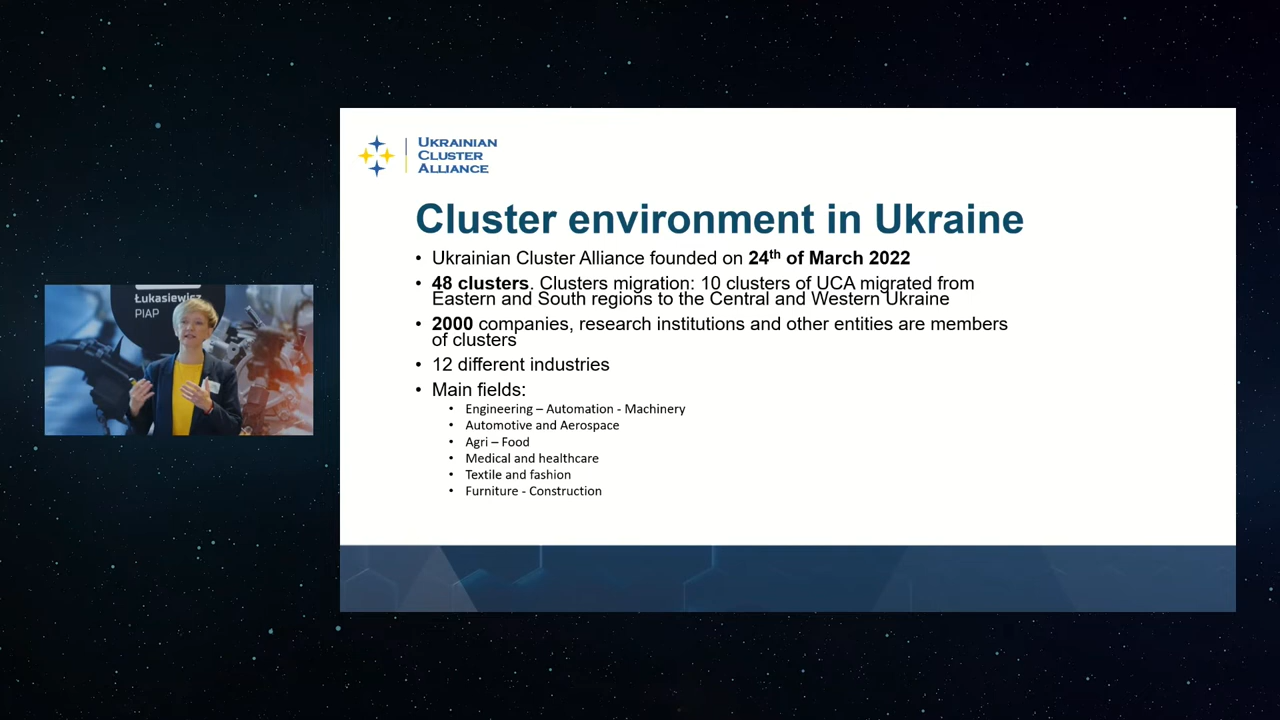 UKRAINIAN
CLUSTER
ALLIANCE
Cluster environment in Ukraine
• Ukrainian Cluster Alliance founded on 24th of March 2022
• 48 clusters. Clusters migration: 10 clusters of UCA migrated from
Eastern and South regions to the Central and Western Ukraine
• 2000 companies, research institutions and other entities are members
of clusters
• 12 different industries
• Main fields:
• Engineering – Automation - Machinery
• Automotive and Aerospace
• Agri – Food
• Medical and healthcare
• Textile and fashion
• Furniture - Construction
Łukasiewicz
PIAP